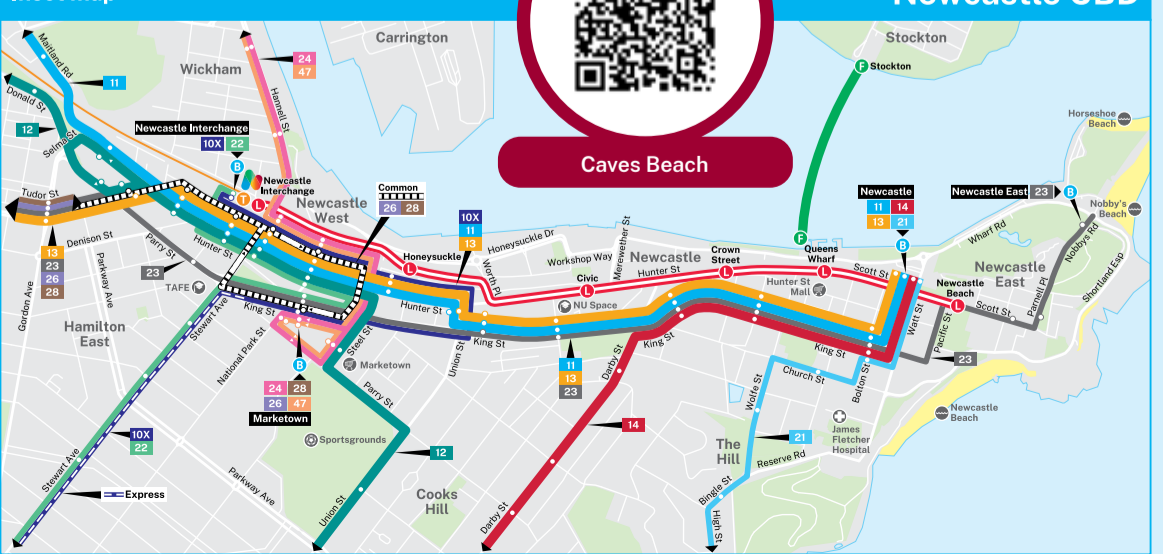 Newcastle CBD
Carrington
Stockton
F Stockton
Maitland Rd
Wickham
24
47
11
Donald St
12
Selma St
Hannell St
Horseshoe
Beach
Caves Beach
Newcastle Interchange
10X 22
B
Newcastle
Interchange
T L
Common
26 28
Newcastle
West
Newcastle
11 14
13 21
B
Newcastle East 23 B
Nobby's
Beach
Tudor St
10X
11
13
Denison St
Hunter St
Parry St
Honeysuckle
L
Honeysuckle Dr
Worth Pl
Workshop Way
Merewether St
Newcastle
Hunter St
Civic
L
Crown
Street
L
F
Queens
Wharf
L
Scott St
Wharf Rd
Nobbys Rd
Newcastle
East
Shortland Esp
13
23
26
28
Gordon Ave
Parkway Ave
23
TAFE
Hunter St
NU Space
Hunter St
Mall
Newcastle
Beach
L
Scott St
Parnell Pl
Watt St
Pacific St
Hamilton
East
Stewart Ave
King St
National Park St
Steel St
Union St
King St
Darby St
King St
King St
23
Marketown
B
24 28
26 47
Marketown
Parry St
11
13
23
Church St
Wolfe St
Bolton St
Newcastle
Beach
James
Fletcher
Hospital
10X
22
Sportsgrounds
12
14
21
The
Hill
Reserve Rd
Stewart Ave
Express
Parkway Ave
Union St
Cooks
Hill
Darby St
Bingle St
High St